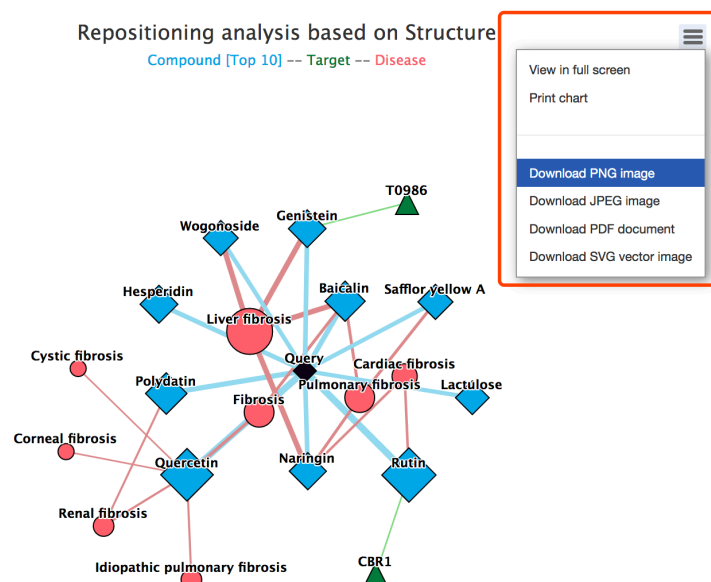 Repositioning analysis based on Structure
Compound [Top 10] -- Target -- Disease
View in full screen
Print chart
Download PNG image
Download JPEG image
Download PDF document
Download SVG vector image
T0986
Genistein
Wogonoside
Hesperidin
Baicalin
Safflor yellow A
Liver fibrosis
Query
Cardiac fibrosis
Cystic fibrosis
Polydatin
Pulmonary fibrosis
Lactulose
Fibrosis
Corneal fibrosis
Quercetin
Naringin
Rutin
Renal fibrosis
Idiopathic pulmonary fibrosis
CBR1